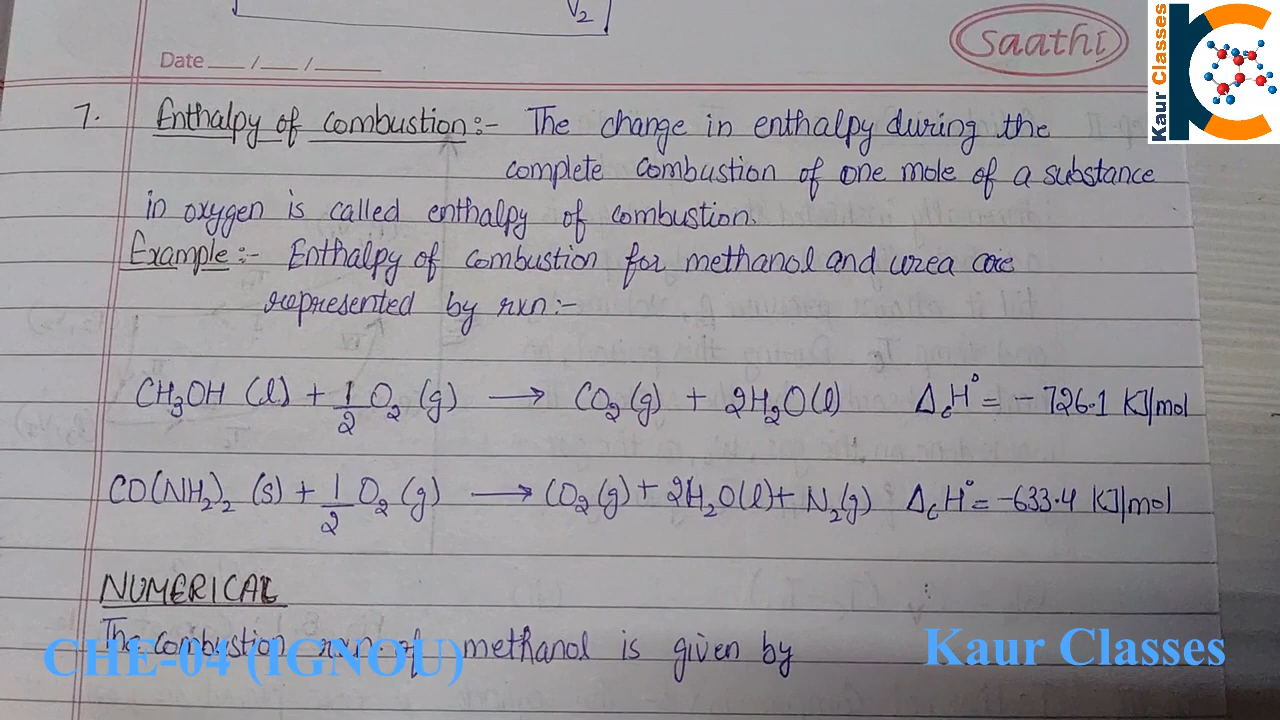 V2
Saathi
Kaur Classes
Date ___ / ___ / _____
7. Enthalpy of combustion:- The change in enthalpy during the
complete combustion of one mole of a substance
in oxygen is called enthalpy of combustion.
Example:- Enthalpy of combustion for methanol and urea are
represented by rxn:-
CH₃OH (l) + 1/2 O₂ (g) → CO₂ (g) + 2H₂O(l) ΔcH° = - 726.1 KJ/mol
CO(NH₂)₂ (s) + 1/2 O₂ (g) → CO₂(g) + 2H₂O(l) + N₂(g) ΔcH° = -633.4 KJ/mol
NUMERICAL
The combustion rxn. of methanol is given by
CHE-04 (IGNOU)
Kaur Classes